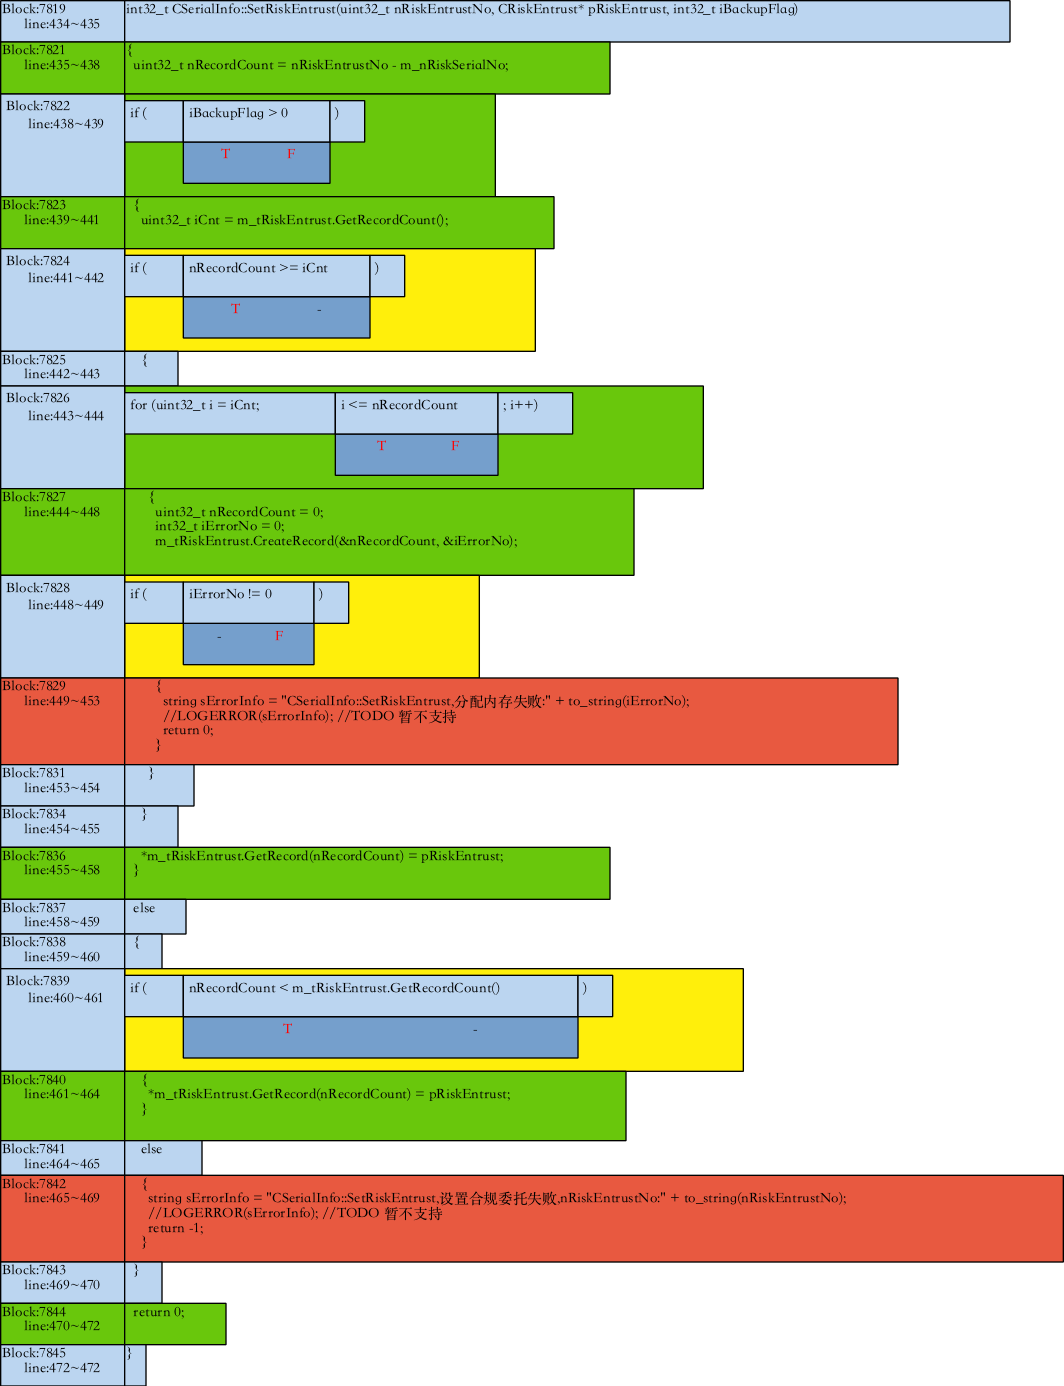 Block:7819
line:434~435
int32_t CSerialInfo::SetRiskEntrust(uint32_t nRiskEntrustNo, CRiskEntrust* pRiskEntrust, int32_t iBackupFlag)
Block:7821
line:435~438
{
uint32_t nRecordCount = nRiskEntrustNo - m_nRiskSerialNo;
Block:7822
line:438~439
if ( iBackupFlag > 0 )
T F
Block:7823
line:439~441
{
uint32_t iCnt = m_tRiskEntrust.GetRecordCount();
Block:7824
line:441~442
if ( nRecordCount >= iCnt )
T -
Block:7825
line:442~443
{
Block:7826
line:443~444
for (uint32_t i = iCnt; i <= nRecordCount ; i++)
T F
Block:7827
line:444~448
{
uint32_t nRecordCount = 0;
int32_t iErrorNo = 0;
m_tRiskEntrust.CreateRecord(&nRecordCount, &iErrorNo);
Block:7828
line:448~449
if ( iErrorNo != 0 )
- F
Block:7829
line:449~453
{
string sErrorInfo = "CSerialInfo::SetRiskEntrust,分配内存失败:" + to_string(iErrorNo);
//LOGERROR(sErrorInfo); //TODO 暂不支持
return 0;
}
Block:7831
line:453~454
}
Block:7834
line:454~455
}
Block:7836
line:455~458
*m_tRiskEntrust.GetRecord(nRecordCount) = pRiskEntrust;
}
Block:7837
line:458~459
else
Block:7838
line:459~460
{
Block:7839
line:460~461
if ( nRecordCount < m_tRiskEntrust.GetRecordCount() )
T -
Block:7840
line:461~464
{
*m_tRiskEntrust.GetRecord(nRecordCount) = pRiskEntrust;
}
Block:7841
line:464~465
else
Block:7842
line:465~469
{
string sErrorInfo = "CSerialInfo::SetRiskEntrust,设置合规委托失败,nRiskEntrustNo:" + to_string(nRiskEntrustNo);
//LOGERROR(sErrorInfo); //TODO 暂不支持
return -1;
}
Block:7843
line:469~470
}
Block:7844
line:470~472
return 0;
Block:7845
line:472~472
}